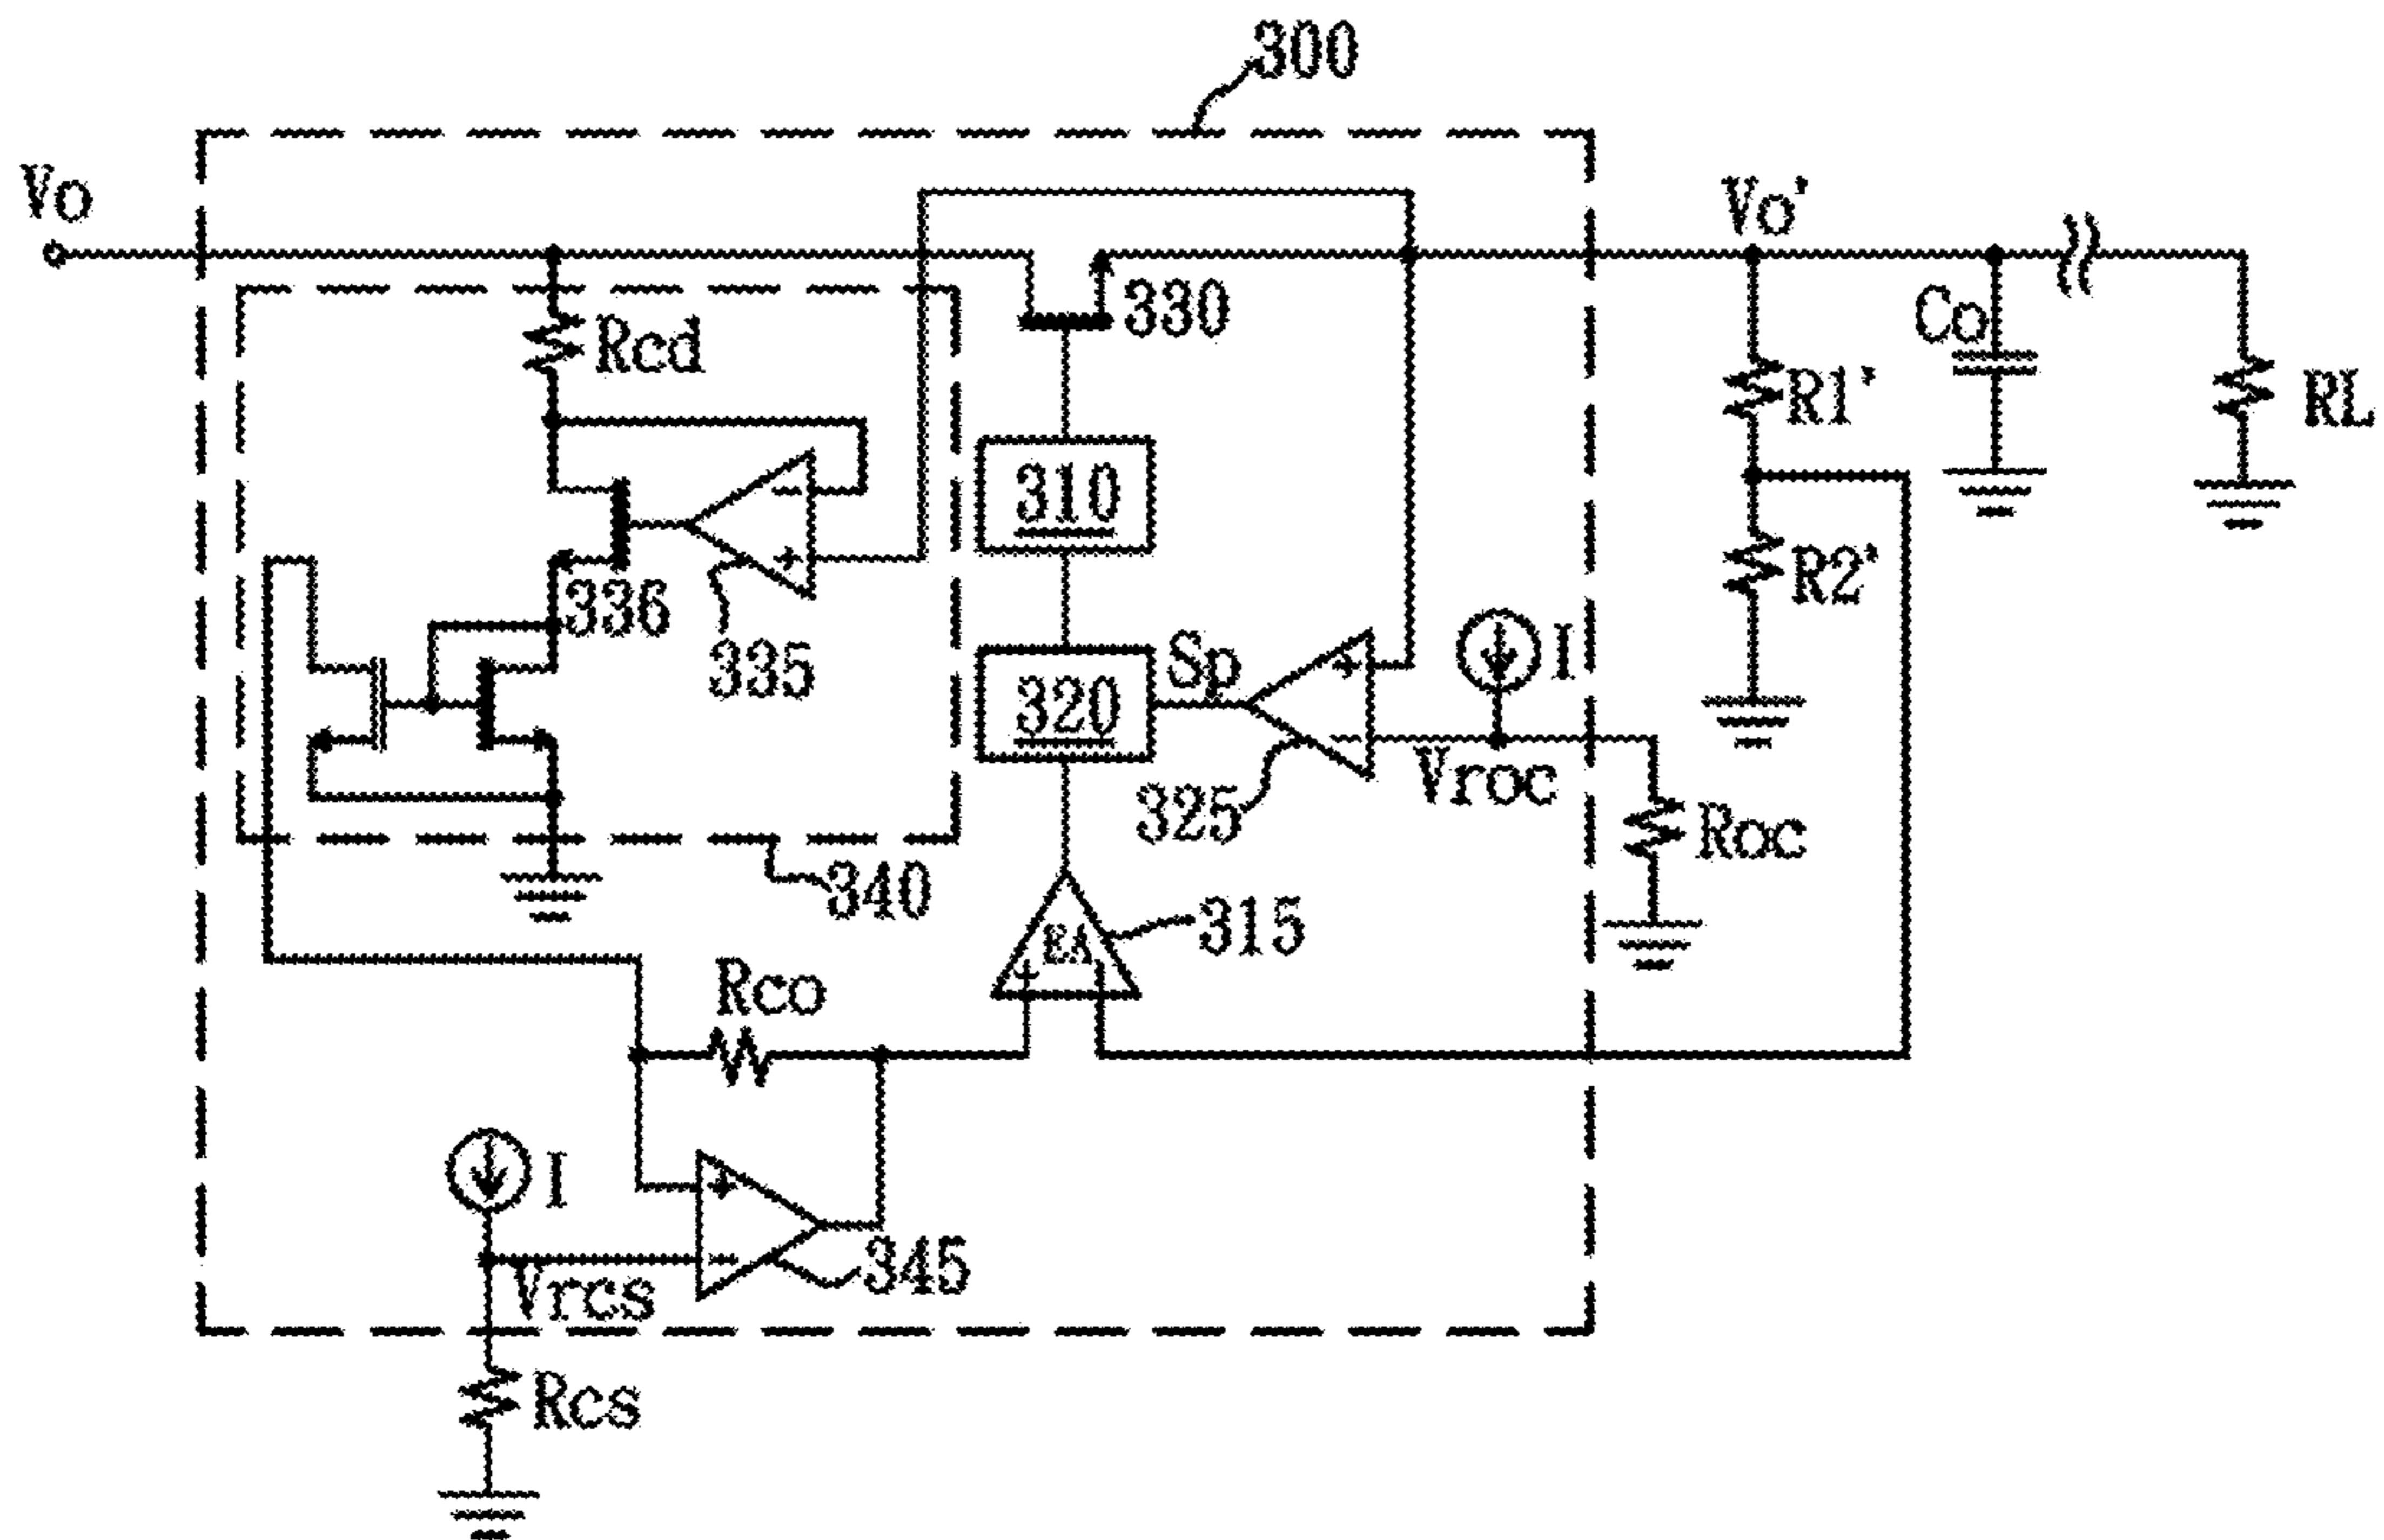 300
Vo
Vo'
330
Rcd
Co
R1'
RL
310
-
+
336
335
R2'
I
Sp
+
320
-
Vroc
325
Roc
340
315
EA
+
-
Rco
I
+
-
345
Vrcs
Rcs